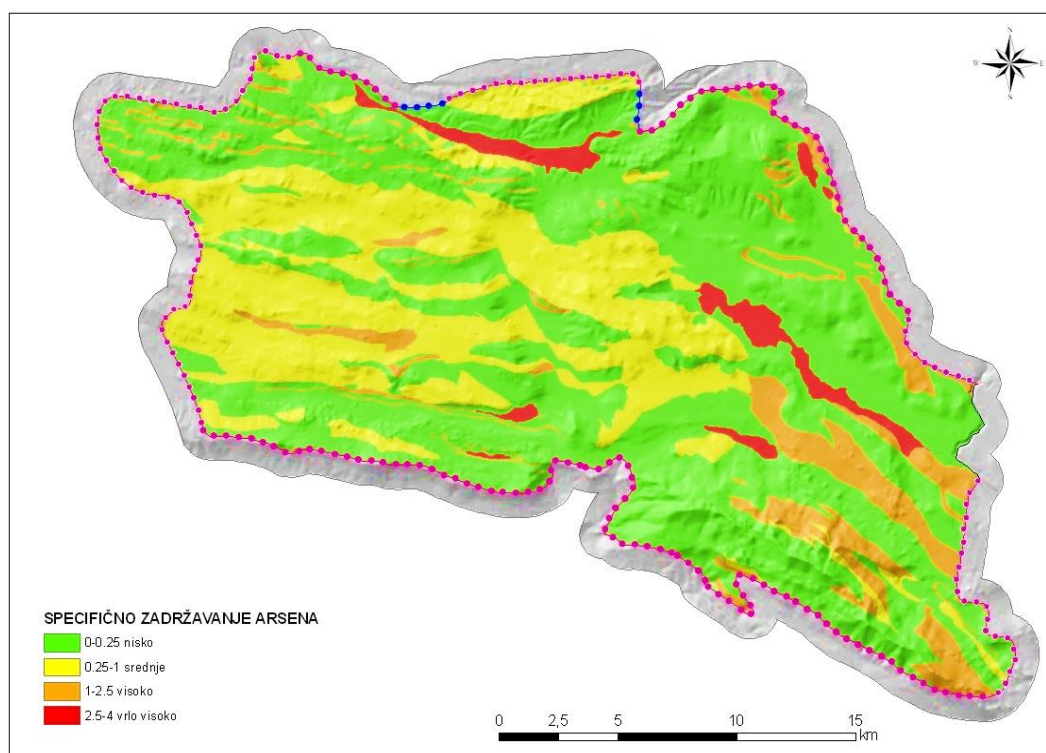 N
W E
S
SPECIFIČNO ZADRŽAVANJE ARSENA
0-0.25 nisko
0.25-1 srednje
1-2.5 visoko
2.5-4 vrlo visoko
0 2,5 5 10 15
km